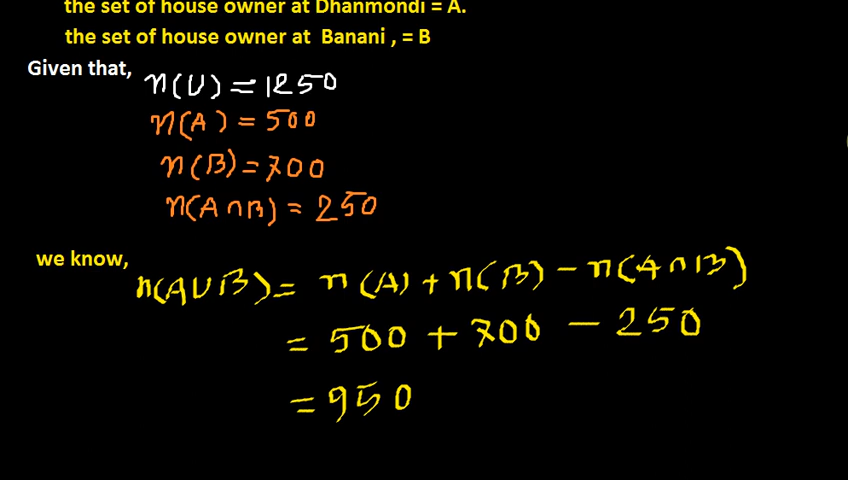 the set of house owner at Dhanmondi = A.
the set of house owner at Banani , = B
Given that,
n(U) = 1250
n(A) = 500
n(B) = 700
n(A∩B) = 250
we know,
n(A∪B) = n(A) + n(B) - n(A∩B)
= 500 + 700 - 250
= 950